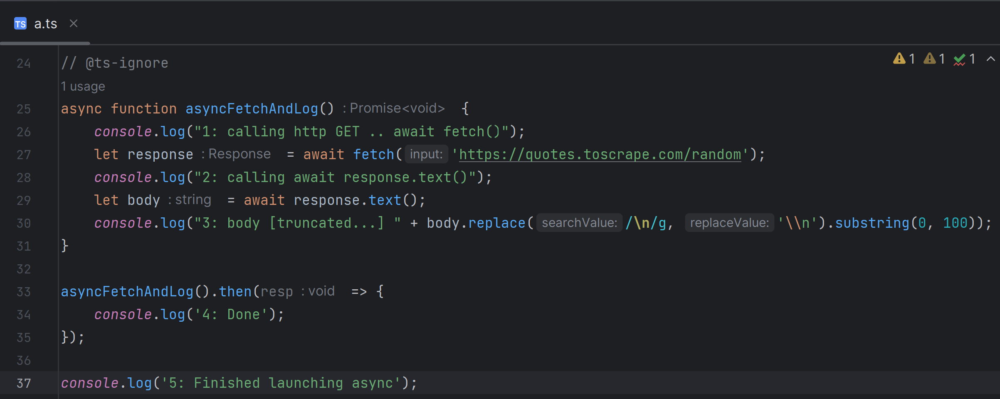 TS a.ts
1 1 1
24 // @ts-ignore
1 usage
25 async function asyncFetchAndLog() : Promise<void> {
26     console.log("1: calling http GET .. await fetch()");
27     let response : Response = await fetch( input: 'https://quotes.toscrape.com/random');
28     console.log("2: calling await response.text()");
29     let body : string = await response.text();
30     console.log("3: body [truncated...] " + body.replace( searchValue: /\n/g, replaceValue: '\\n').substring(0, 100));
31 }
32
33 asyncFetchAndLog().then(resp : void => {
34     console.log('4: Done');
35 });
36
37 console.log('5: Finished launching async');